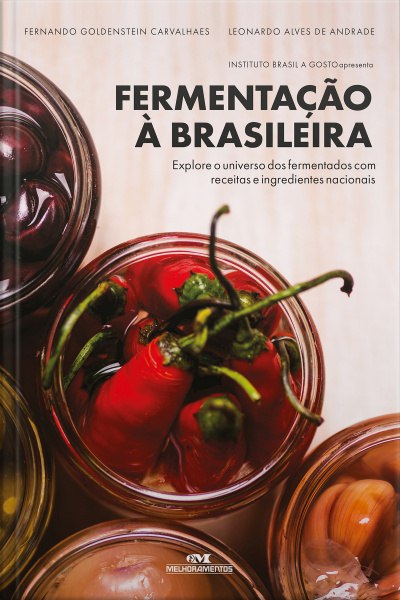 FERNANDO GOLDENSTEIN CARVALHAES LEONARDO ALVES DE ANDRADE
INSTITUTO BRASIL A GOSTO apresenta
FERMENTAÇÃO
À BRASILEIRA
Explore o universo dos fermentados com
receitas e ingredientes nacionais
MELHORAMENTOS